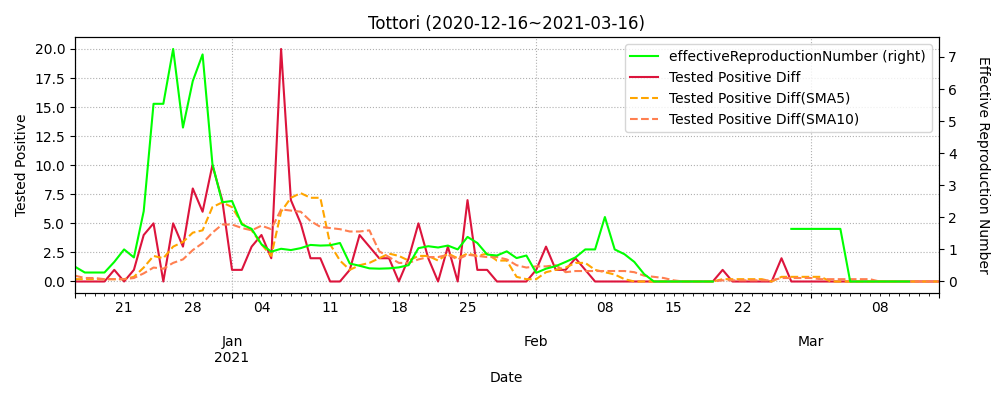 Tottori (2020-12-16~2021-03-16)
effectiveReproductionNumber (right)
Tested Positive Diff
Tested Positive Diff(SMA5)
Tested Positive Diff(SMA10)
Tested Positive
20.0
17.5
15.0
12.5
10.0
7.5
5.0
2.5
0.0
7
6
5
4
3
2
1
0
Effective Reproduction Number
21 28 04 11 18 25 08 15 22 08
Jan Feb Mar
2021
Date